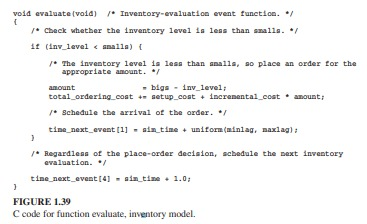 void evaluate(void)  /* Inventory-evaluation event function. */
{
    /* Check whether the inventory level is less than smalls. */
    if (inv_level < smalls) {
        /* The inventory level is less than smalls, so place an order for the
           appropriate amount. */
        amount              = bigs - inv_level;
        total_ordering_cost += setup_cost + incremental_cost * amount;
        /* Schedule the arrival of the order. */
        time_next_event[1] = sim_time + uniform(minlag, maxlag);
    }
    /* Regardless of the place-order decision, schedule the next inventory
       evaluation. */
    time_next_event[4] = sim_time + 1.0;
}
FIGURE 1.39
C code for function evaluate, inventory model.